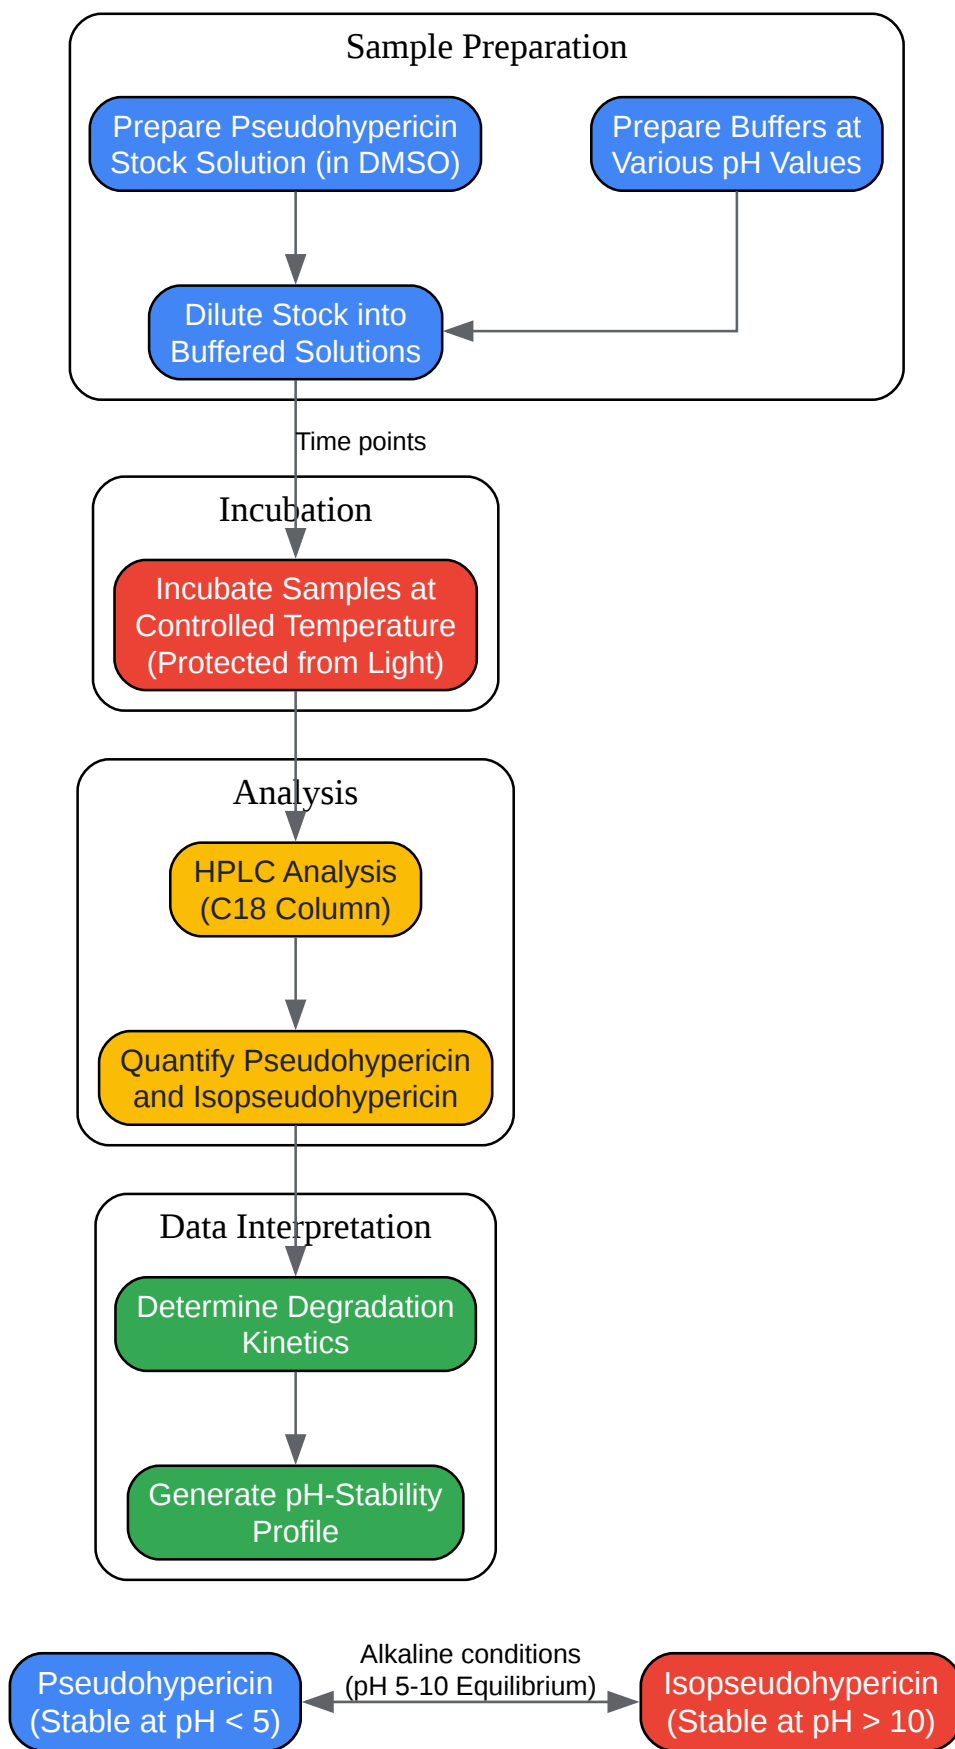 Sample Preparation
Prepare Pseudohypericin
Stock Solution (in DMSO)
Prepare Buffers at
Various pH Values
Dilute Stock into
Buffered Solutions
Time points
Incubation
Incubate Samples at
Controlled Temperature
(Protected from Light)
Analysis
HPLC Analysis
(C18 Column)
Quantify Pseudohypericin
and Isopseudohypericin
Data Interpretation
Determine Degradation
Kinetics
Generate pH-Stability
Profile
Pseudohypericin
(Stable at pH < 5)
Alkaline conditions
(pH 5-10 Equilibrium)
Isopseudohypericin
(Stable at pH > 10)